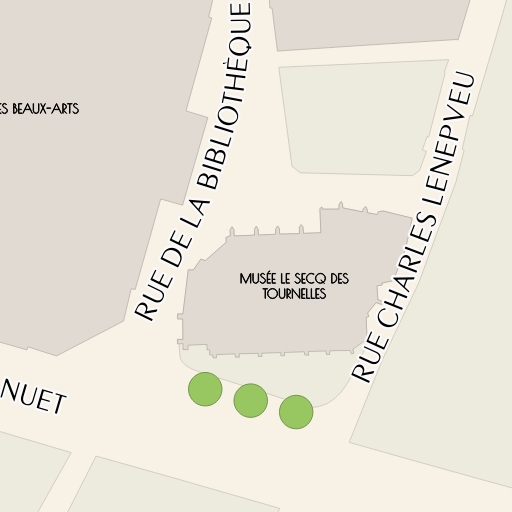 RUE DE LA BIBLIOTHÈQUE
ES BEAUX-ARTS
RUE CHARLES LENEPVEU
MUSÉE LE SECQ DES
TOURNELLES
NUET